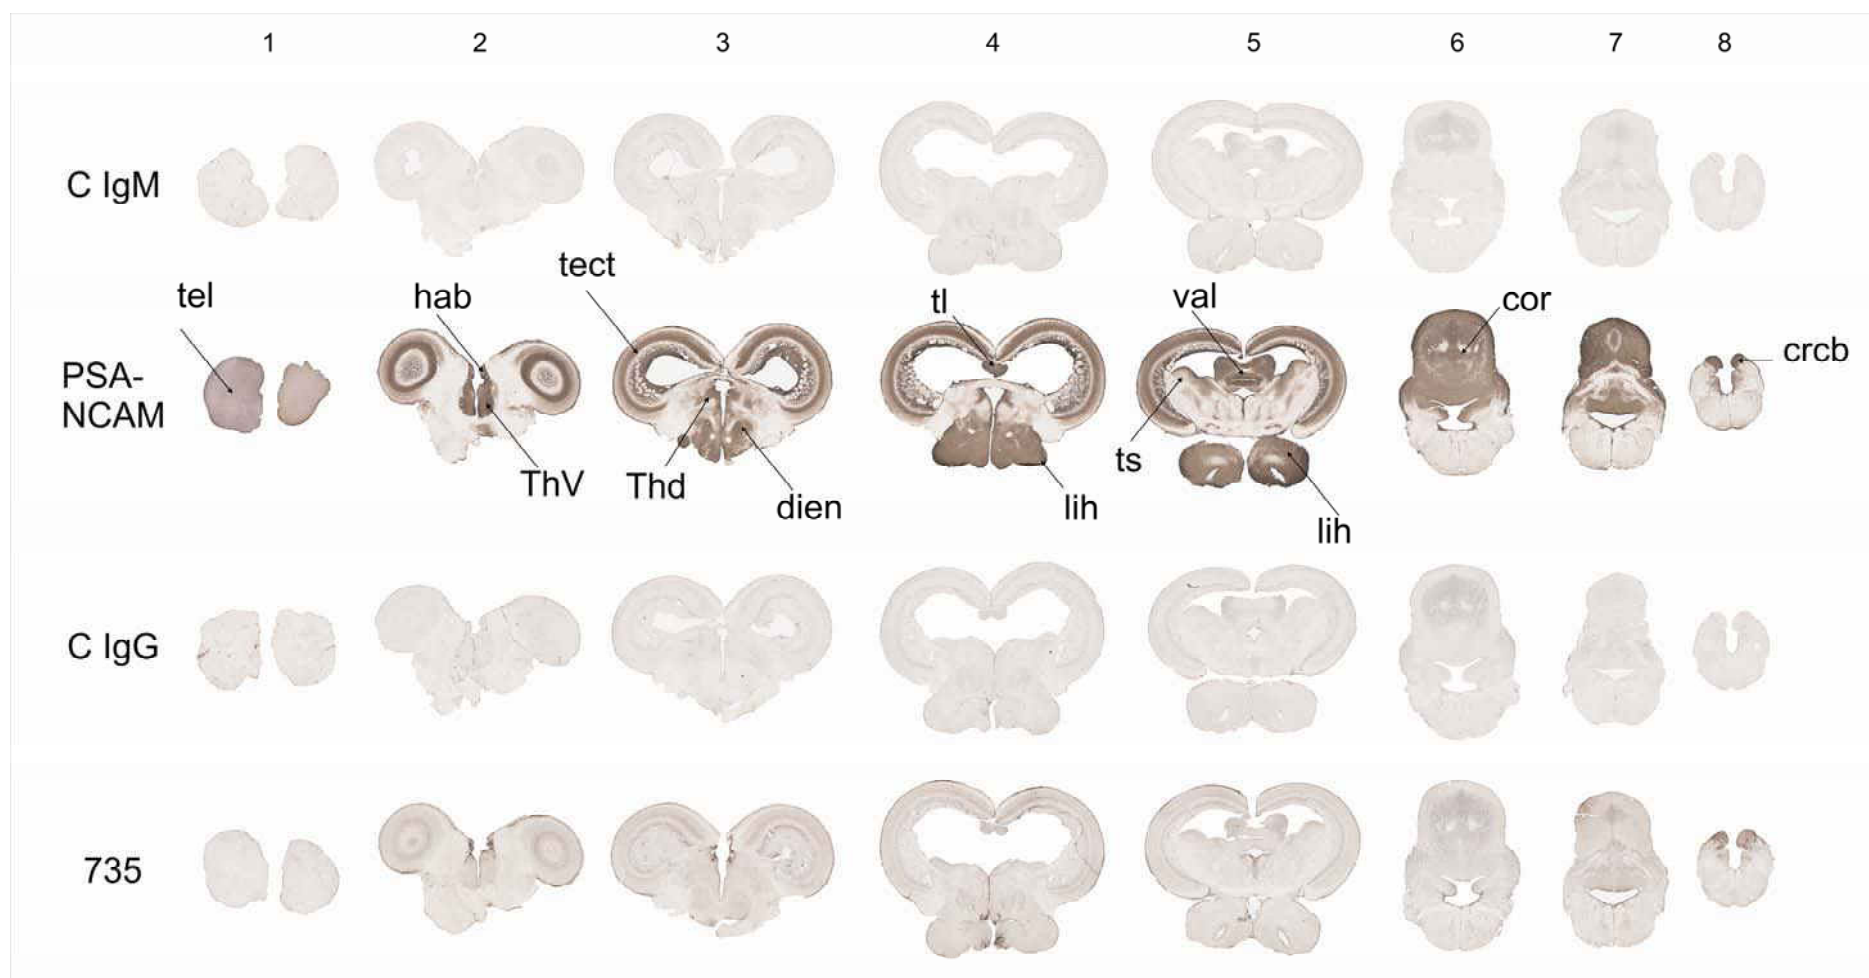 1 2 3 4 5 6 7 8
C IgM
tel hab tect tl val cor
PSA-
NCAM
crcb
ThV Thd dien lih ts lih
C IgG
735